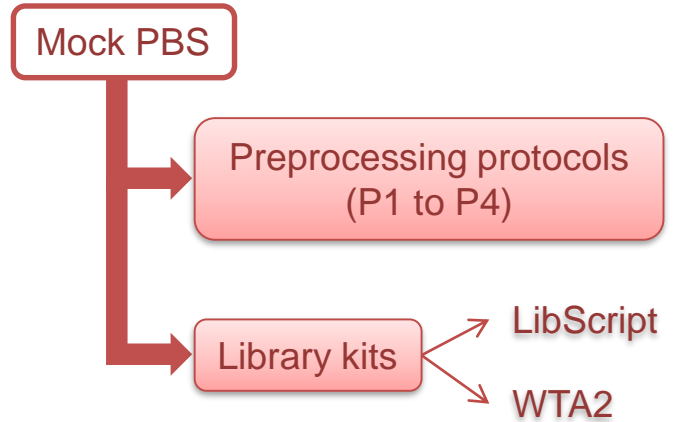 Mock PBS
Preprocessing protocols
(P1 to P4)
Library kits
LibScript
WTA2